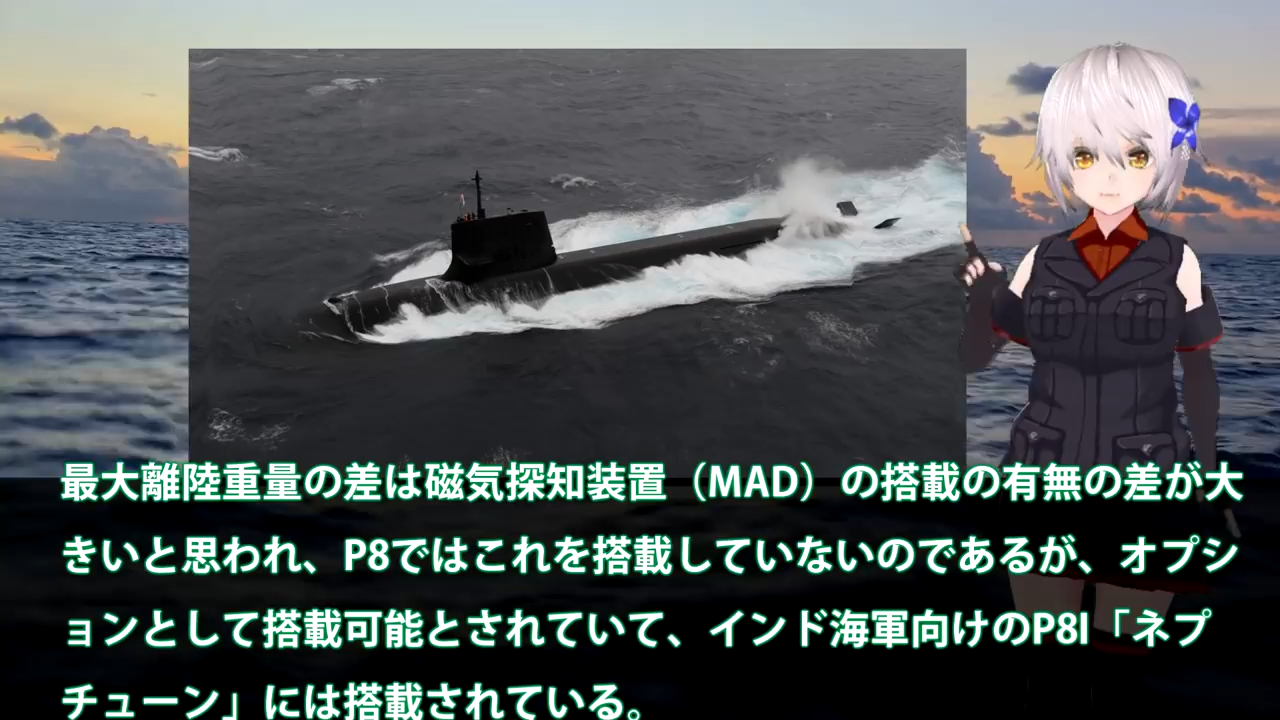 最大離陸重量の差は磁気探知装置（MAD）の搭載の有無の差が大
きいと思われ、P8ではこれを搭載していないのであるが、オプシ
ョンとして搭載可能とされていて、インド海軍向けのP8I「ネプ
チューン」には搭載されている。